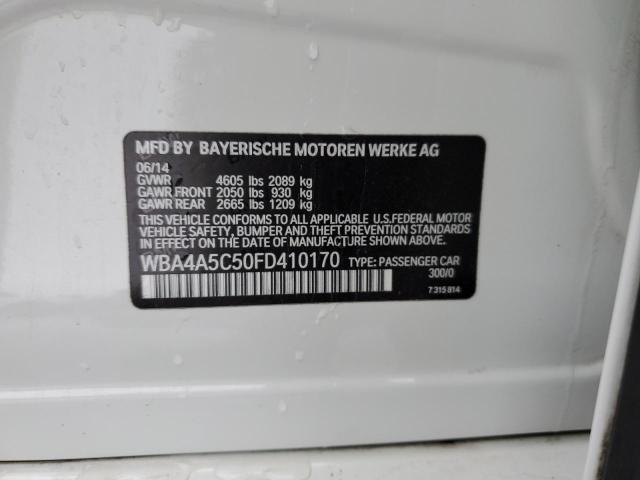 MFD BY BAYERISCHE MOTOREN WERKE AG
06/14
GVWR 4605 lbs 2089 kg
GAWR FRONT 2050 lbs 930 kg
GAWR REAR 2665 lbs 1209 kg
THIS VEHICLE CONFORMS TO ALL APPLICABLE U.S.FEDERAL MOTOR
VEHICLE SAFETY, BUMPER AND THEFT PREVENTION STANDARDS
IN EFFECT ON THE DATE OF MANUFACTURE SHOWN ABOVE.
WBA4A5C50FD410170 TYPE: PASSENGER CAR
300/0
7 315 814